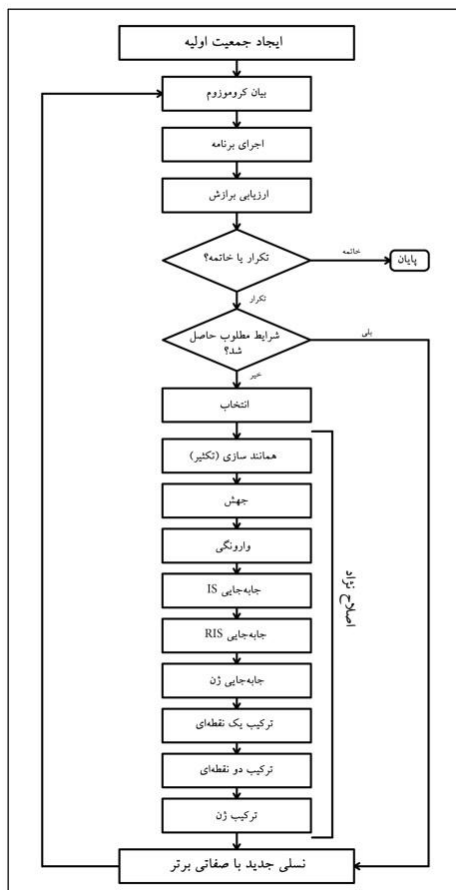 ایجاد جمعیت اولیه
بیان کروموزوم
اجرای برنامه
ارزیابی برازش
تکرار یا خاتمه؟
خاتمه
پایان
تکرار
شرایط مطلوب حاصل
شد؟
بلی
خیر
انتخاب
همانند سازی (تکثیر)
جهش
وارونگی
جابه‌جایی IS
جابه‌جایی RIS
جابه‌جایی ژن
ترکیب یک نقطه‌ای
ترکیب دو نقطه‌ای
ترکیب ژن
اصلاح نژاد
نسلی جدید با صفاتی برتر